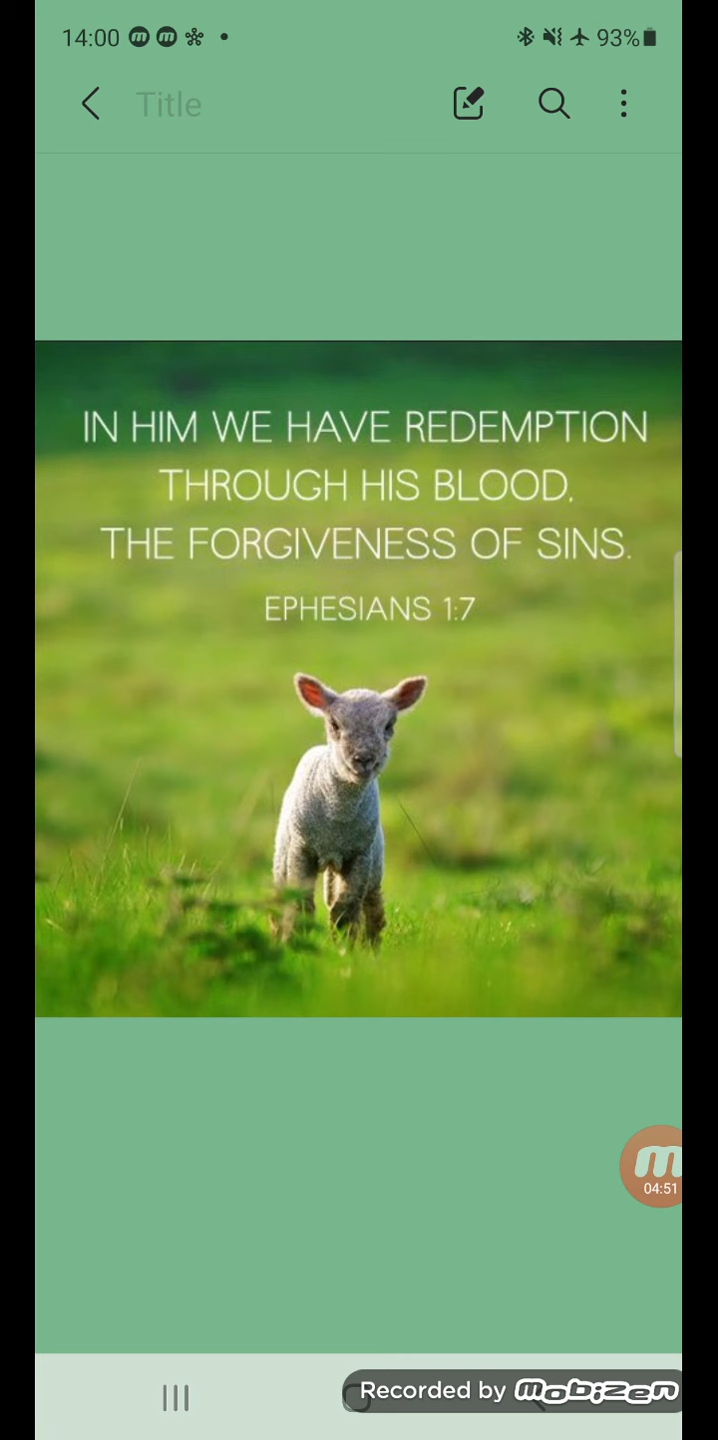 14:00
93%
Title
IN HIM WE HAVE REDEMPTION
THROUGH HIS BLOOD,
THE FORGIVENESS OF SINS.
EPHESIANS 1:7
04:51
Recorded by mobizen